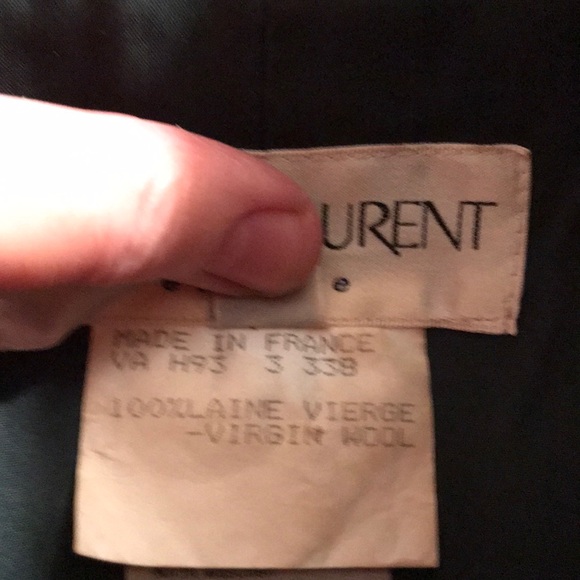 URENT
e e
MADE IN FRANCE
VA H93 3 338
100%LAINE VIERGE
-VIRGIN WOOL